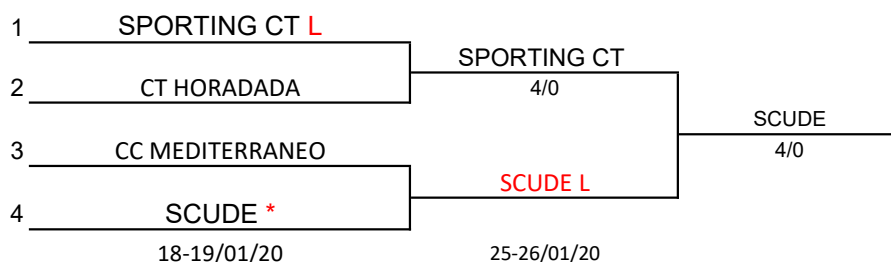 1 SPORTING CT L
SPORTING CT
2 CT HORADADA
4/0
SCUDE
3 CC MEDITERRANEO
4/0
SCUDE L
4 SCUDE *
18-19/01/20
25-26/01/20